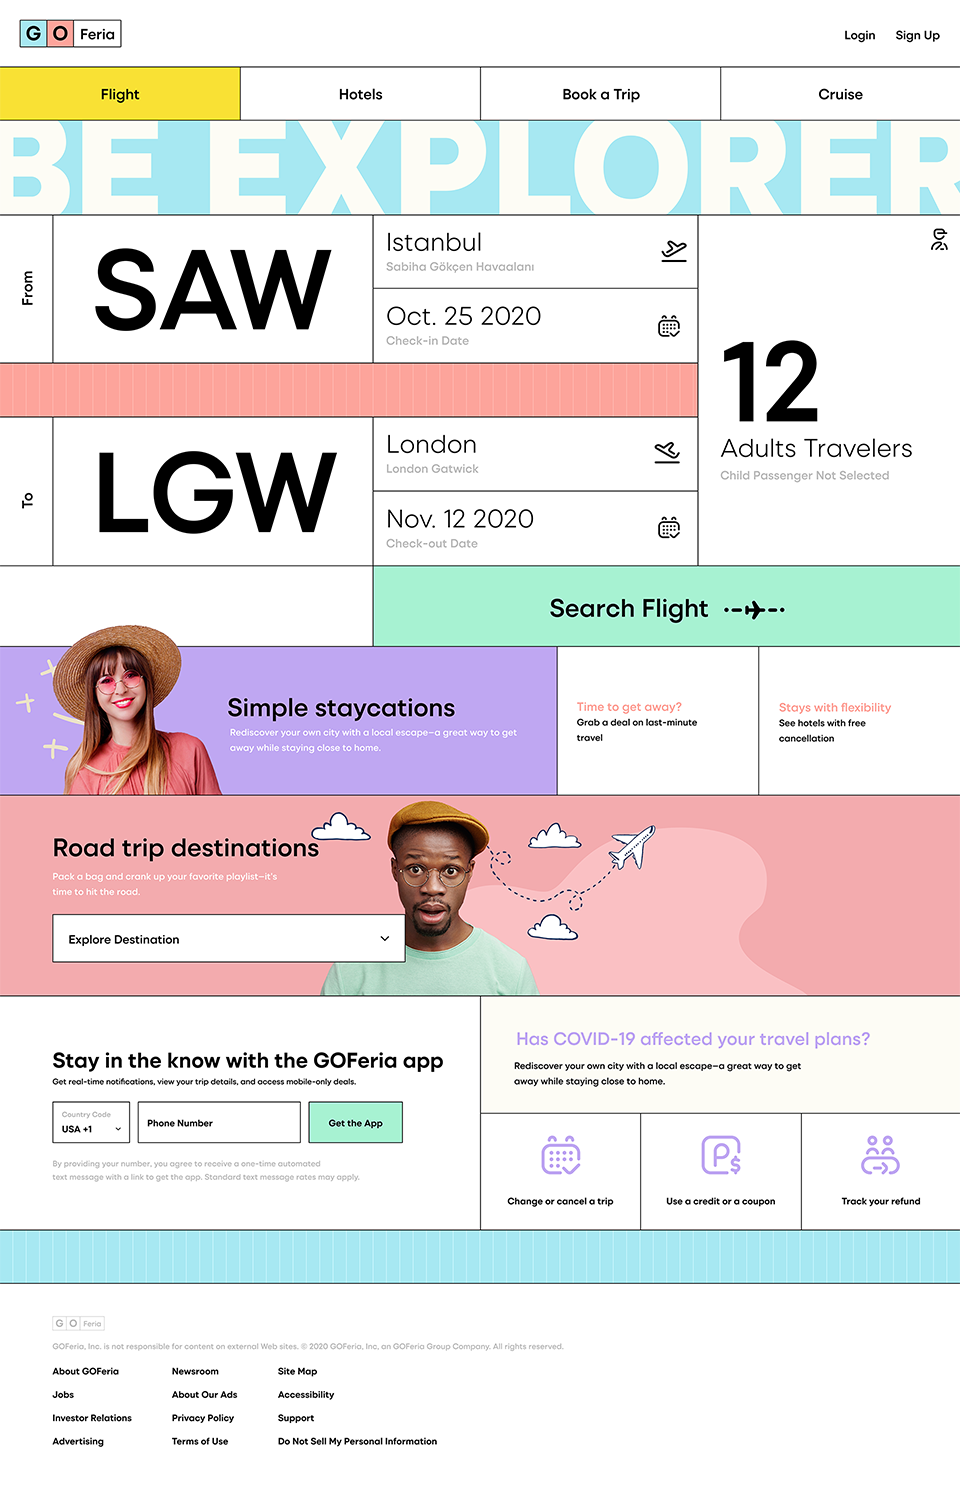 GO Feria
Login Sign Up
Flight Hotels Book a Trip Cruise
BE EXPLORER
From
SAW
Istanbul
Sabiha Gökçen Havaalanı
Oct. 25 2020
Check-in Date
12
Adults Travelers
Child Passenger Not Selected
To
LGW
London
London Gatwick
Nov. 12 2020
Check-out Date
Search Flight
Simple staycations
Rediscover your own city with a local escape–a great way to get
away while staying close to home.
Time to get away?
Grab a deal on last-minute
travel
Stays with flexibility
See hotels with free
cancellation
Road trip destinations
Pack a bag and crank up your favorite playlist–it's
time to hit the road.
Explore Destination
Stay in the know with the GOFeria app
Get real-time notifications, view your trip details, and access mobile-only deals.
Country Code
USA +1
Phone Number
Get the App
By providing your number, you agree to receive a one-time automated
text message with a link to get the app. Standard text message rates may apply.
Has COVID-19 affected your travel plans?
Rediscover your own city with a local escape–a great way to get
away while staying close to home.
Change or cancel a trip
Use a credit or a coupon
Track your refund
GO Feria
GOFeria, Inc. is not responsible for content on external Web sites. © 2020 GOFeria, Inc, an GOFeria Group Company. All rights reserved.
About GOFeria Newsroom Site Map
Jobs About Our Ads Accessibility
Investor Relations Privacy Policy Support
Advertising Terms of Use Do Not Sell My Personal Information